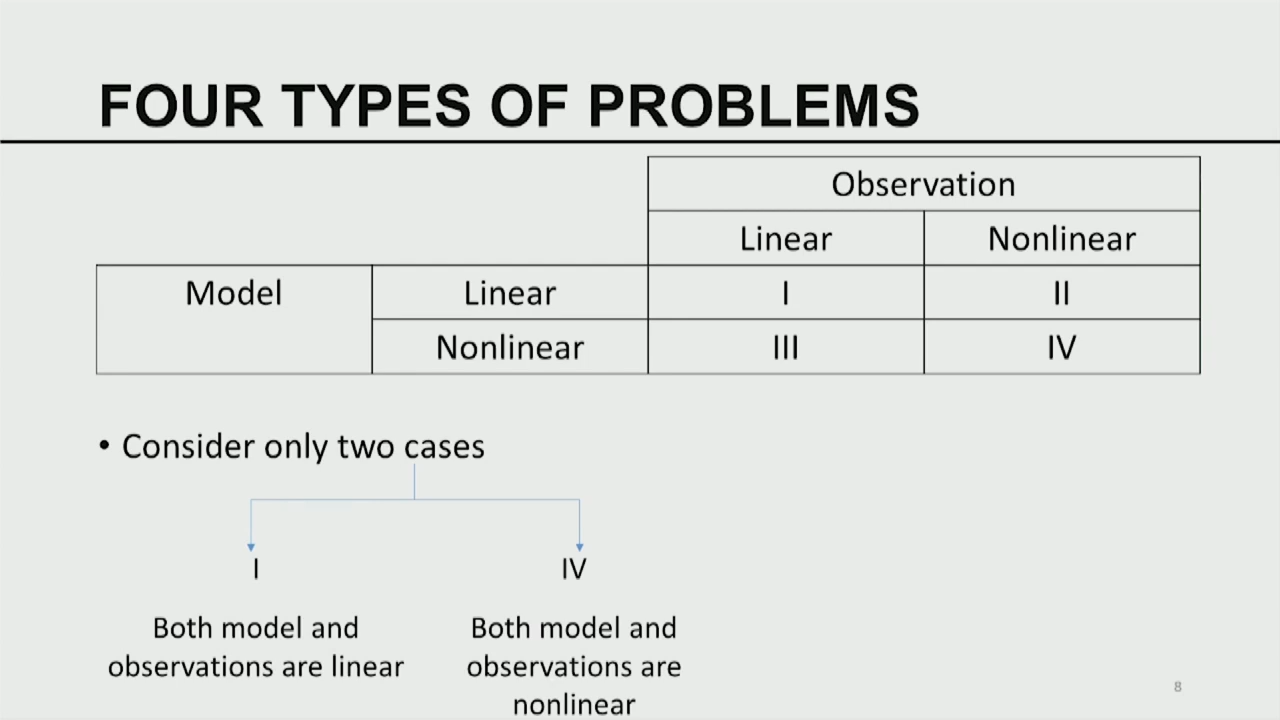 FOUR TYPES OF PROBLEMS
Observation
Linear Nonlinear
Model Linear I II
Nonlinear III IV
• Consider only two cases
I IV
Both model and Both model and
observations are linear observations are
nonlinear
8